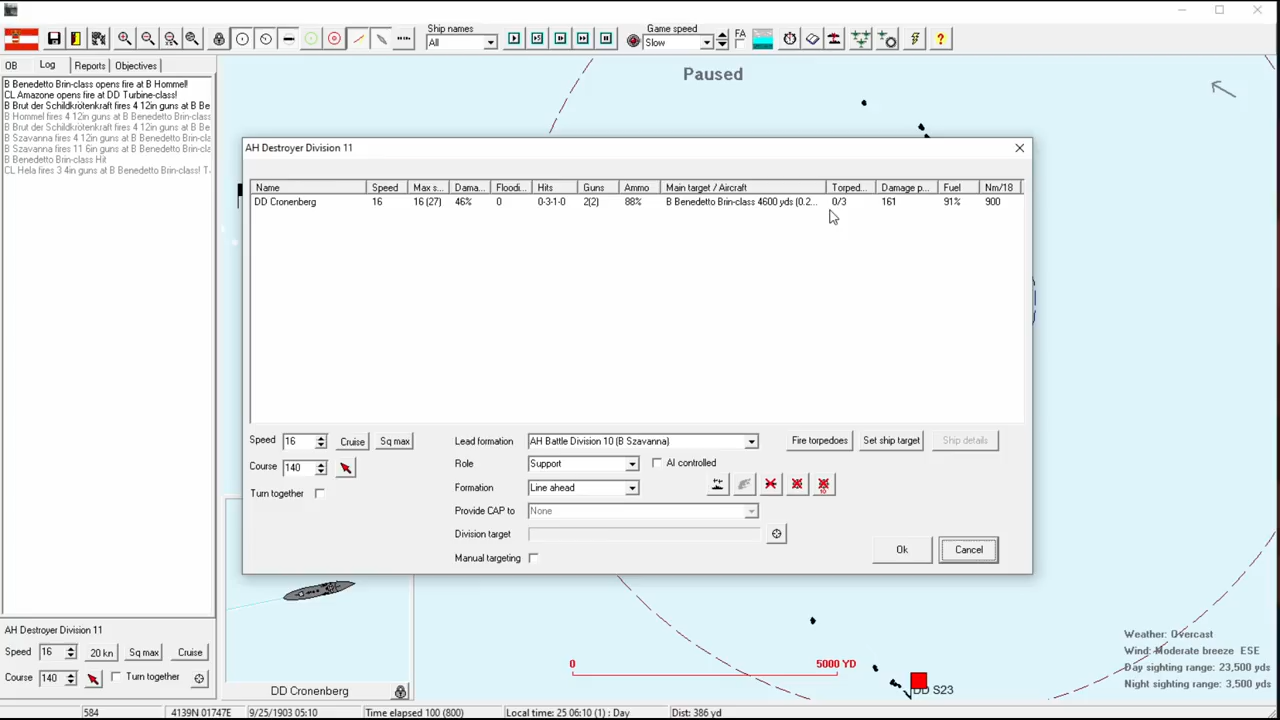 Ship names
Game speed
All
Slow
FA
OB Log Reports Objectives
Paused
B Benedetto Brin-class opens fire at B Hommel!
CL Amazone opens fire at DD Turbine-class!
B Brut der Schildkrötenkraft fires 4 12in guns at B Be
B Hommel fires 4 12in guns at B Benedetto Brin-class
B Brut der Schildkrötenkraft fires 4 12in guns at B Be
B Szavanna fires 4 12in guns at B Benedetto Brin-class
B Szavanna fires 11 6in guns at B Benedetto Brin-clas
B Benedetto Brin-class Hit
CL Hela fires 3 4in guns at B Benedetto Brin-class! T
AH Destroyer Division 11
Name Speed Max s... Dama... Floodi... Hits Guns Ammo Main target / Aircraft Torped... Damage p... Fuel Nm/18
DD Cronenberg 16 16 (27) 46% 0 0-3-1-0 2(2) 88% B Benedetto Brin-class 4600 yds (0.2... 0/3 161 91% 900
Speed 16 Cruise Sq max
Course 140
Turn together
Lead formation AH Battle Division 10 (B Szavanna)
Role Support AI controlled
Formation Line ahead
Provide CAP to None
Division target
Manual targeting
Fire torpedoes Set ship target Ship details
10
Ok Cancel
AH Destroyer Division 11
Speed 16 20 kn Sq max Cruise
Course 140 Turn together
DD Cronenberg
0 5000 YD
DD S23
Weather: Overcast
Wind: Moderate breeze ESE
Day sighting range: 23,500 yds
Night sighting range: 3,500 yds
584 4139N 01747E 9/25/1903 05:10 Time elapsed 100 (800) Local time: 25 06:10 (1) : Day Dist: 386 yd